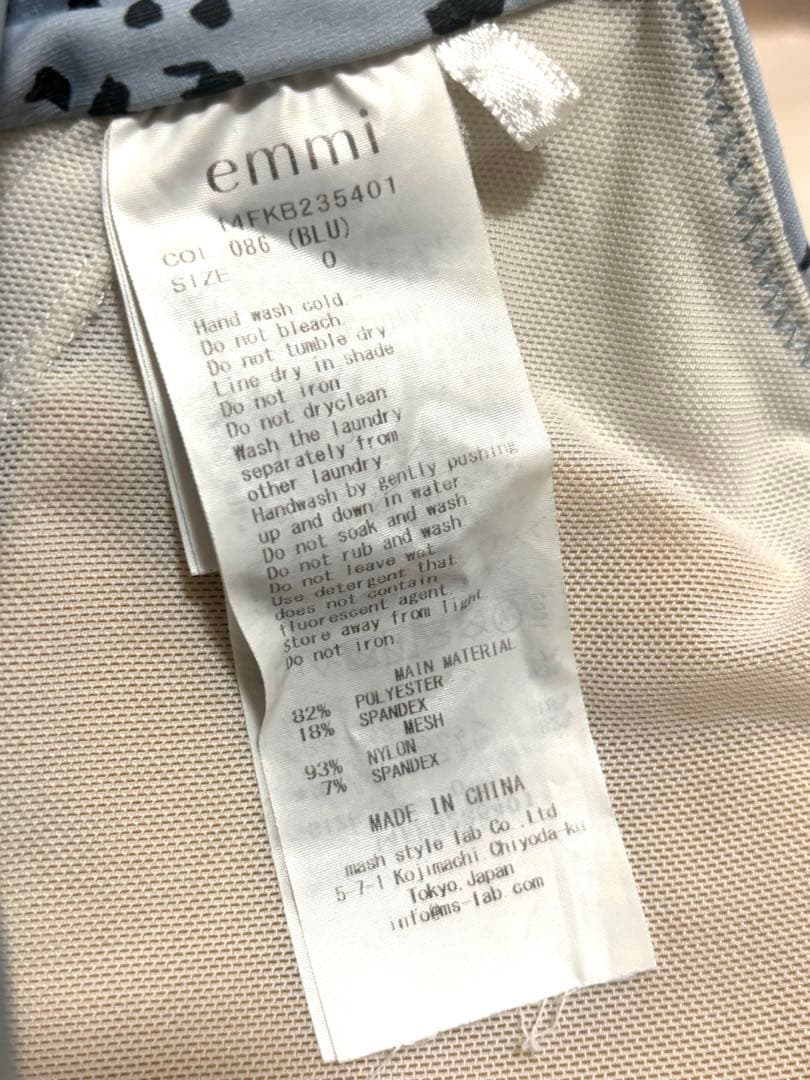 emmi
14FKB235401
COL 086 (BLU)
SIZE 0
Hand wash cold.
Do not bleach
Do not tumble dry
Line dry in shade
Do not iron
Do not dryclean
Wash the laundry
separately from
other laundry
Handwash by gently pushing
up and down in water
Do not soak and wash
Do not rub and wash
Do not leave wet
Use detergent that
does not contain
fluorescent agent.
store away from light.
Do not iron
MAIN MATERIAL
82% POLYESTER
18% SPANDEX
MESH
93% NYLON
7% SPANDEX
MADE IN CHINA
mash style lab Co.,Ltd
5-7-1 Kojimachi Chiyoda-ku
Tokyo,Japan
info@ms-lab.com